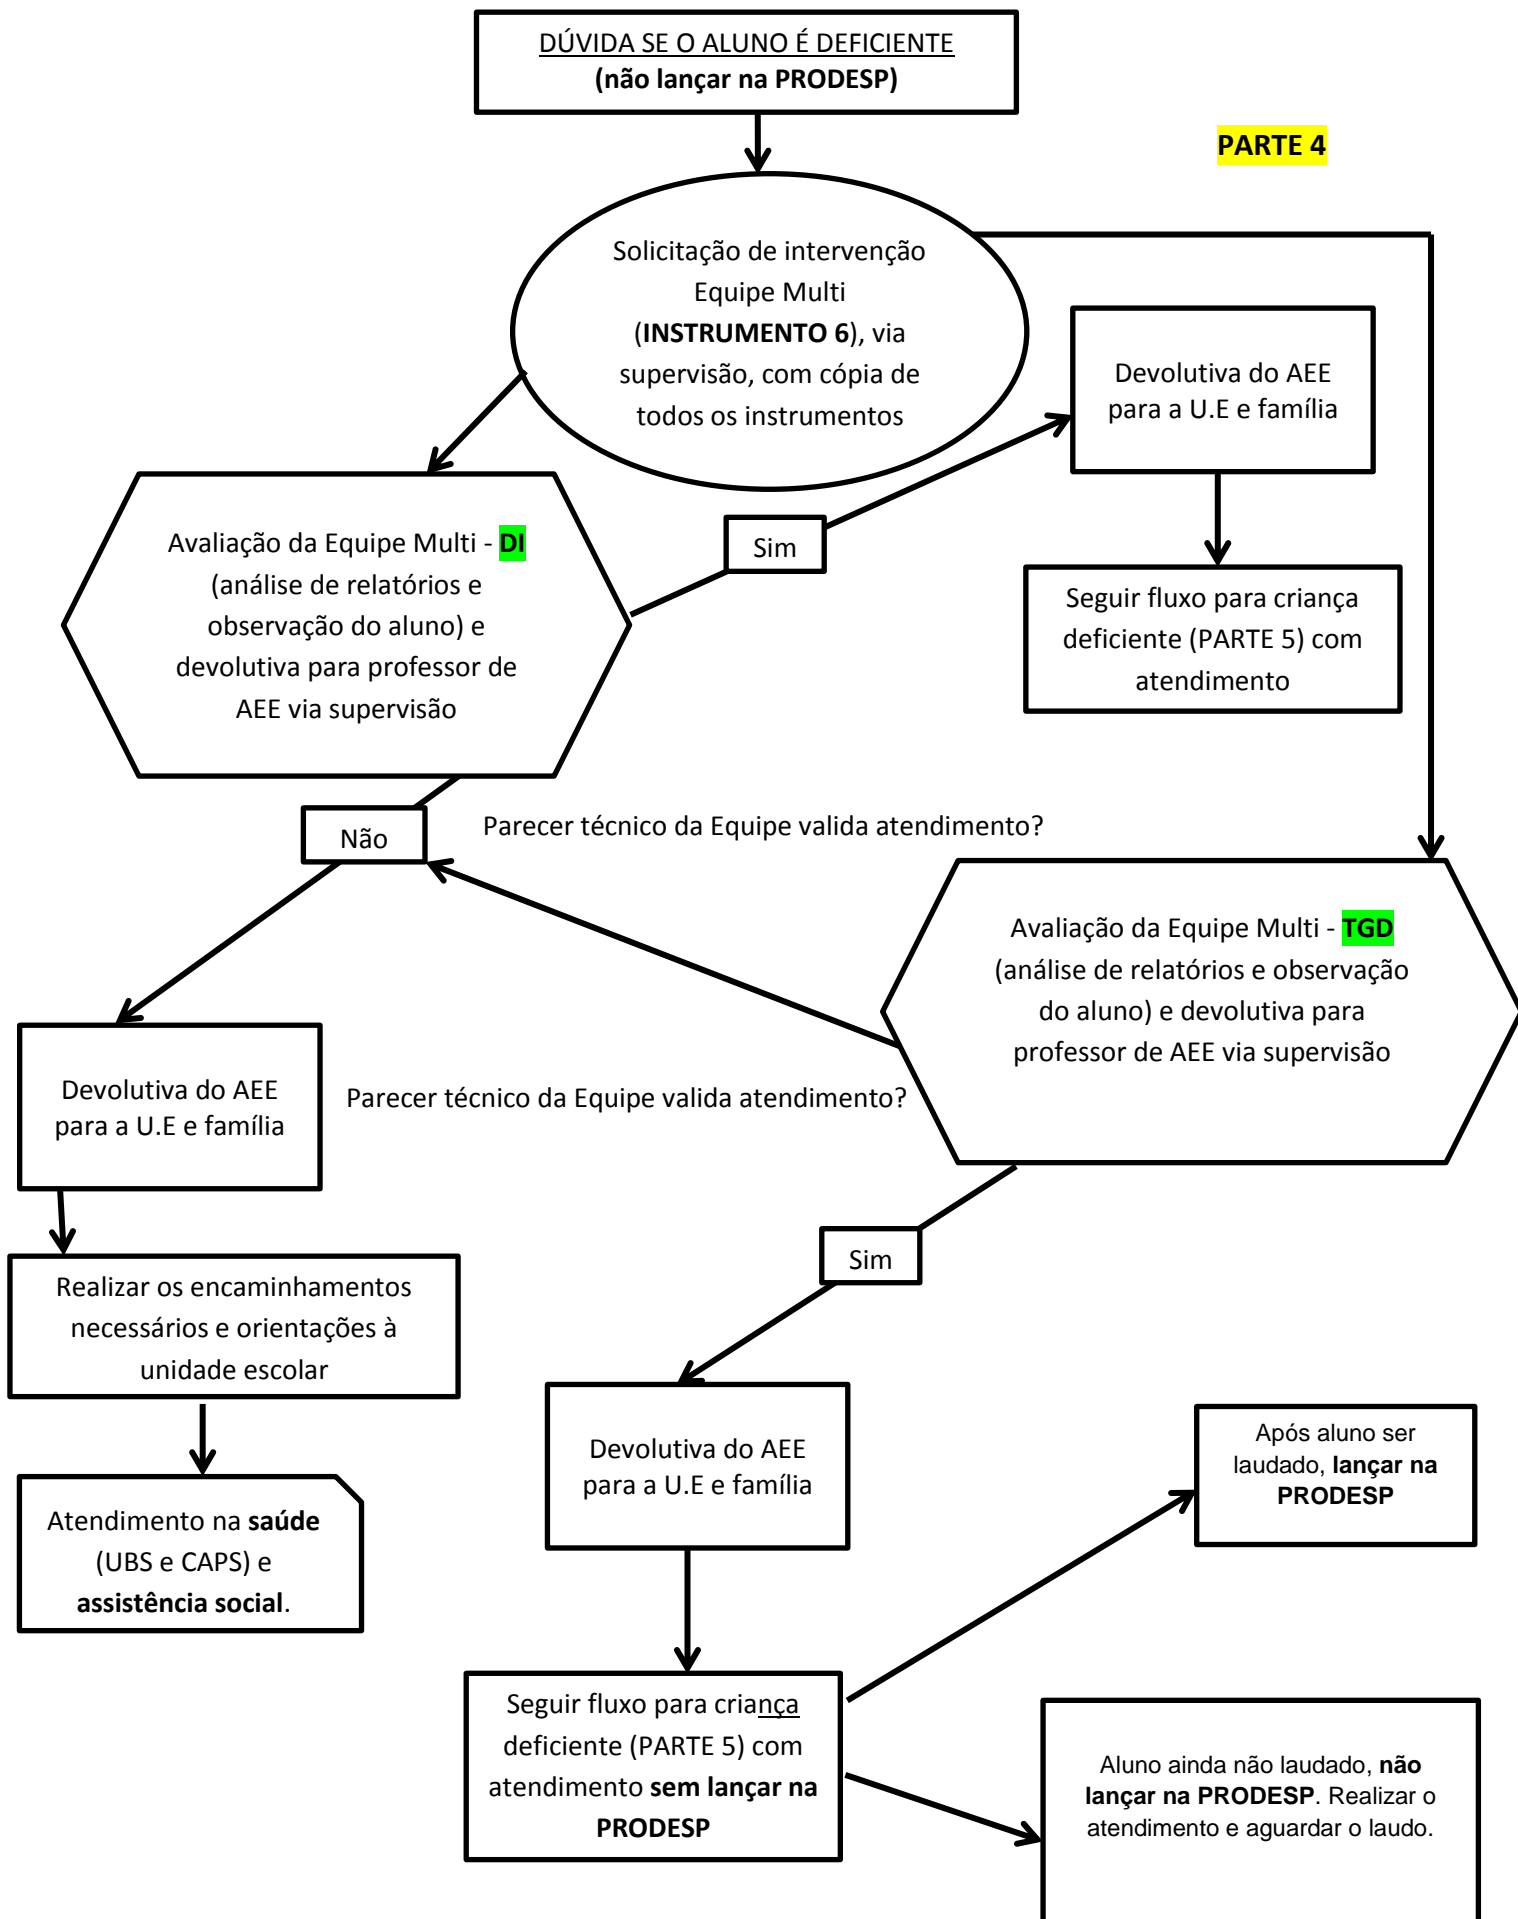 DÚVIDA SE O ALUNO É DEFICIENTE
(não lançar na PRODESP)
PARTE 4
Solicitação de intervenção
Equipe Multi
(INSTRUMENTO 6), via
supervisão, com cópia de
todos os instrumentos
Devolutiva do AEE
para a U.E e família
Avaliação da Equipe Multi - DI
(análise de relatórios e
observação do aluno) e
devolutiva para professor de
AEE via supervisão
Sim
Seguir fluxo para criança
deficiente (PARTE 5) com
atendimento
Não
Parecer técnico da Equipe valida atendimento?
Avaliação da Equipe Multi - TGD
(análise de relatórios e observação
do aluno) e devolutiva para
professor de AEE via supervisão
Devolutiva do AEE
para a U.E e família
Parecer técnico da Equipe valida atendimento?
Sim
Realizar os encaminhamentos
necessários e orientações à
unidade escolar
Devolutiva do AEE
para a U.E e família
Após aluno ser
laudado, lançar na
PRODESP
Atendimento na saúde
(UBS e CAPS) e
assistência social.
Seguir fluxo para criança
deficiente (PARTE 5) com
atendimento sem lançar na
PRODESP
Aluno ainda não laudado, não
lançar na PRODESP. Realizar o
atendimento e aguardar o laudo.